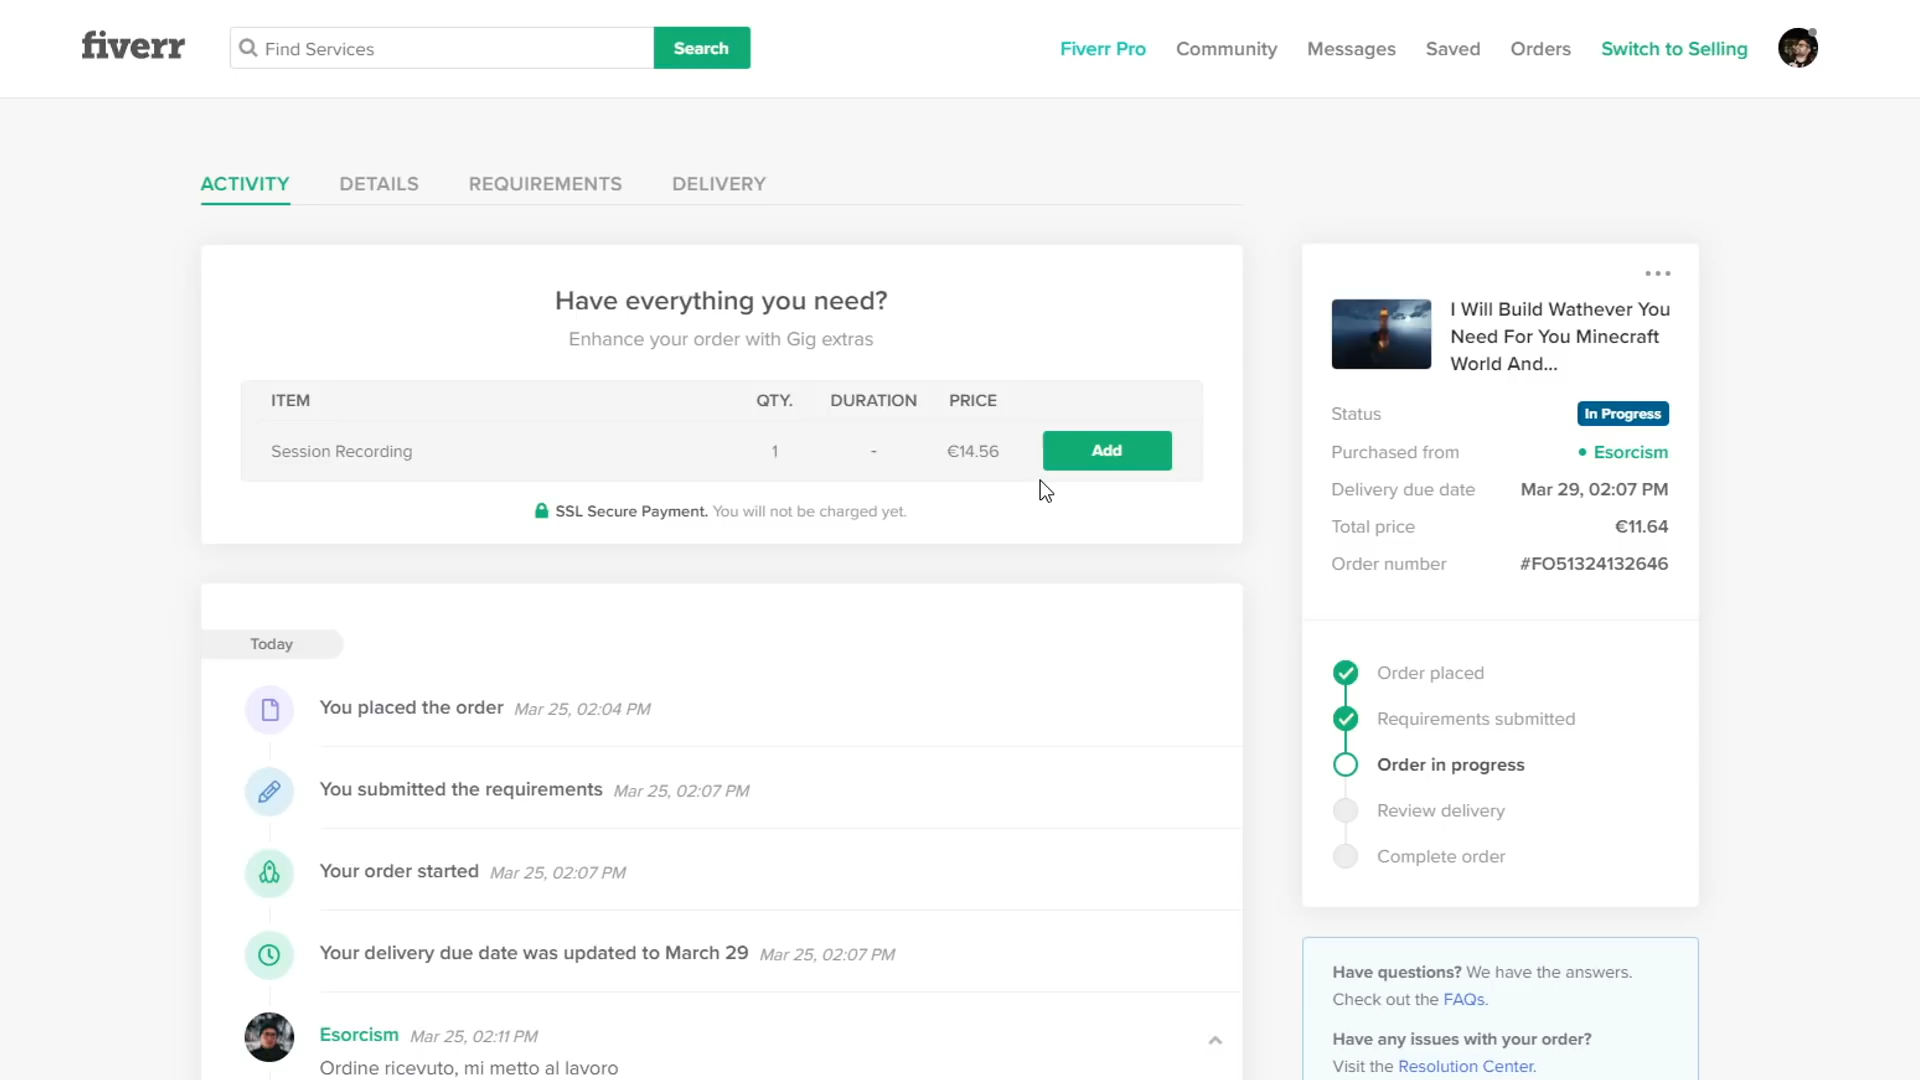 fiverr
Find Services
Search
Fiverr Pro
Community
Messages
Saved
Orders
Switch to Selling
ACTIVITY
DETAILS
REQUIREMENTS
DELIVERY
Have everything you need?
Enhance your order with Gig extras
ITEM QTY. DURATION PRICE
Session Recording 1 - €14.56 Add
SSL Secure Payment. You will not be charged yet.
Today
You placed the order Mar 25, 02:04 PM
You submitted the requirements Mar 25, 02:07 PM
Your order started Mar 25, 02:07 PM
Your delivery due date was updated to March 29 Mar 25, 02:07 PM
Esorcism Mar 25, 02:11 PM
Ordine ricevuto, mi metto al lavoro
I Will Build Wathever You
Need For You Minecraft
World And...
Status In Progress
Purchased from Esorcism
Delivery due date Mar 29, 02:07 PM
Total price €11.64
Order number #FO51324132646
Order placed
Requirements submitted
Order in progress
Review delivery
Complete order
Have questions? We have the answers.
Check out the FAQs.
Have any issues with your order?
Visit the Resolution Center.